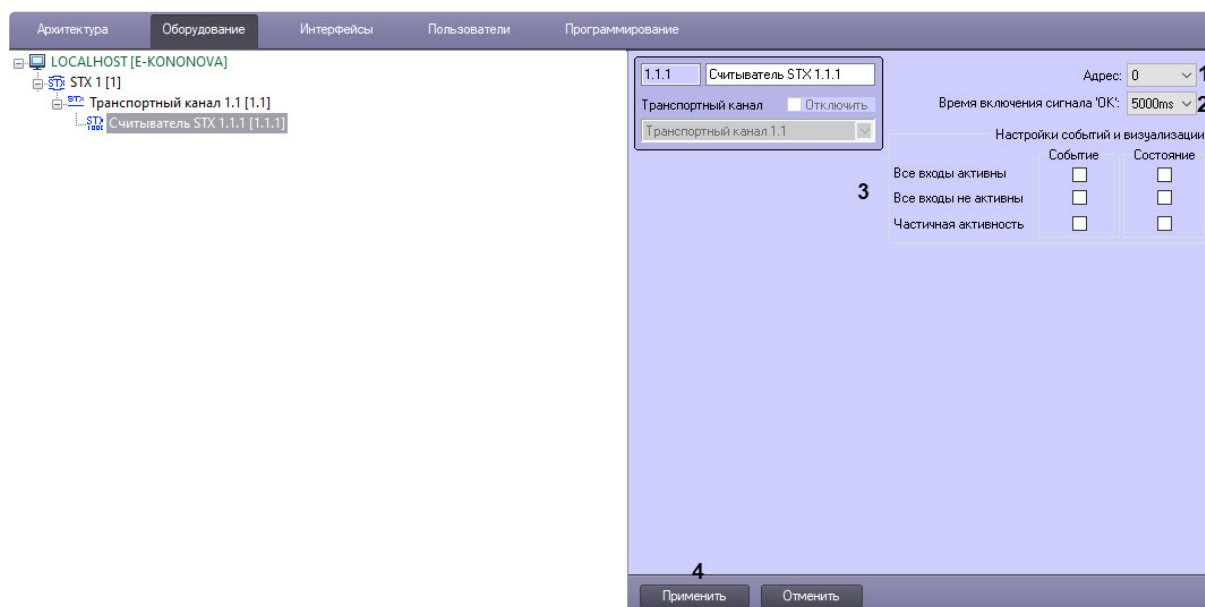 Архитектура Оборудование Интерфейсы Пользователи Программирование
LOCALHOST [E-KONONOVA]
STX 1 [1]
Транспортный канал 1.1 [1.1]
Считыватель STX 1.1.1 [1.1.1]
1.1.1 Считыватель STX 1.1.1
Транспортный канал Отключить
Транспортный канал 1.1
Адрес: 0 1
Время включения сигнала 'ОК': 5000ms 2
Настройки событий и визуализации
Событие Состояние
Все входы активны
3 Все входы не активны
Частичная активность
4
Применить Отменить